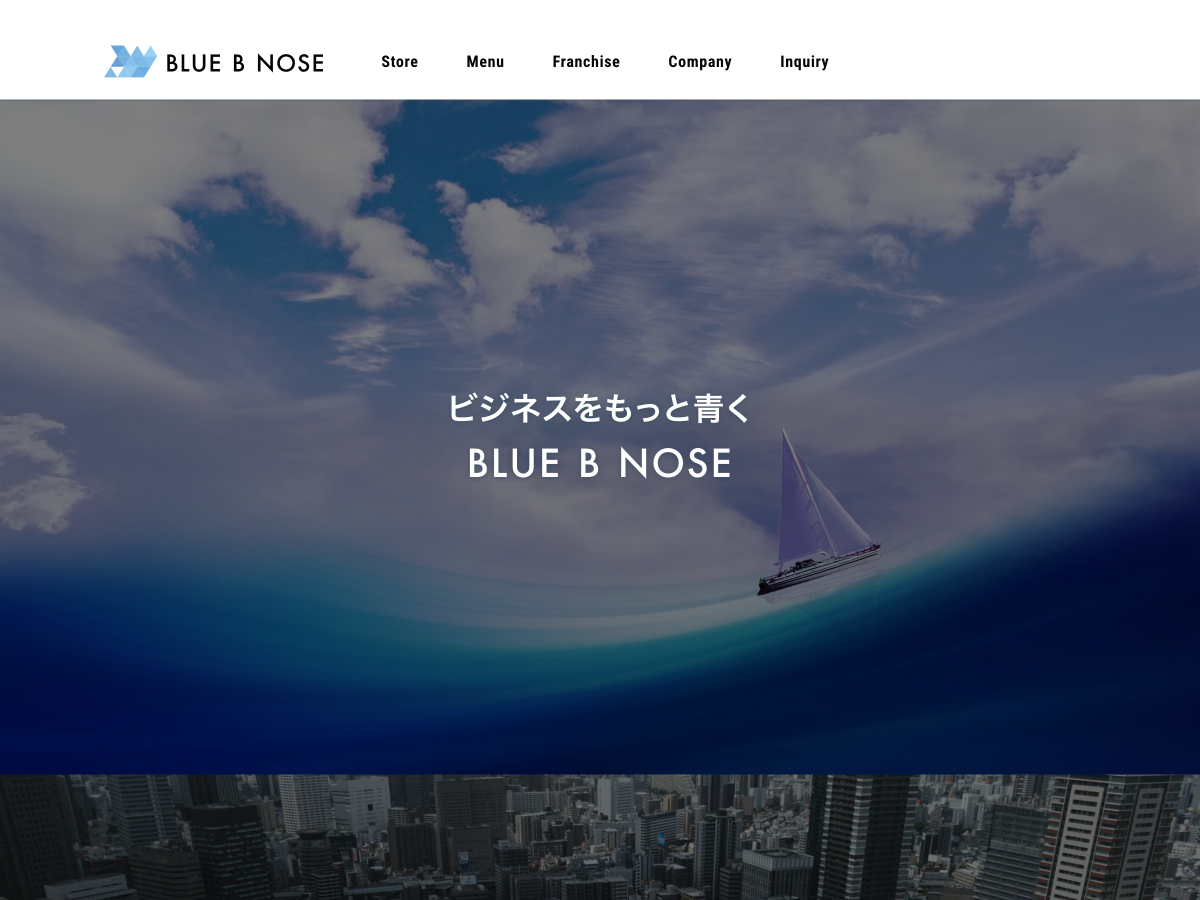 BLUE B NOSE
Store
Menu
Franchise
Company
Inquiry
ビジネスをもっと青く
BLUE B NOSE